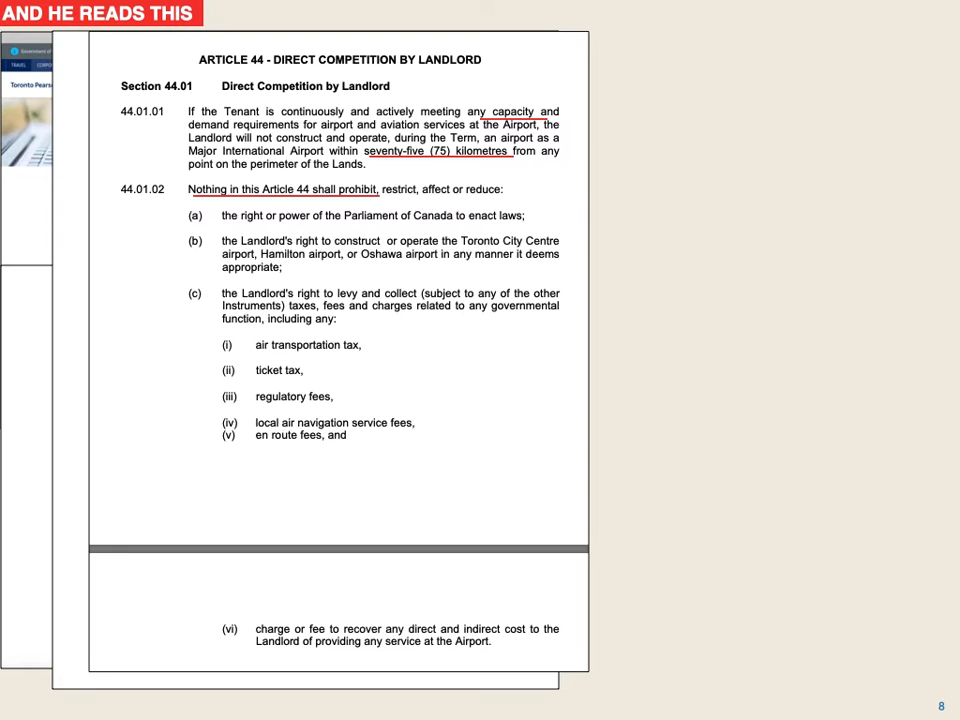 AND HE READS THIS
Government of
TRAVEL
Toronto Pears
ARTICLE 44 - DIRECT COMPETITION BY LANDLORD
Section 44.01 Direct Competition by Landlord
44.01.01 If the Tenant is continuously and actively meeting any capacity and
demand requirements for airport and aviation services at the Airport, the
Landlord will not construct and operate, during the Term, an airport as a
Major International Airport within seventy-five (75) kilometres from any
point on the perimeter of the Lands.
44.01.02 Nothing in this Article 44 shall prohibit, restrict, affect or reduce:
(a) the right or power of the Parliament of Canada to enact laws;
(b) the Landlord's right to construct or operate the Toronto City Centre
airport, Hamilton airport, or Oshawa airport in any manner it deems
appropriate;
(c) the Landlord's right to levy and collect (subject to any of the other
Instruments) taxes, fees and charges related to any governmental
function, including any:
(i) air transportation tax,
(ii) ticket tax,
(iii) regulatory fees,
(iv) local air navigation service fees,
(v) en route fees, and
(vi) charge or fee to recover any direct and indirect cost to the
Landlord of providing any service at the Airport.
8